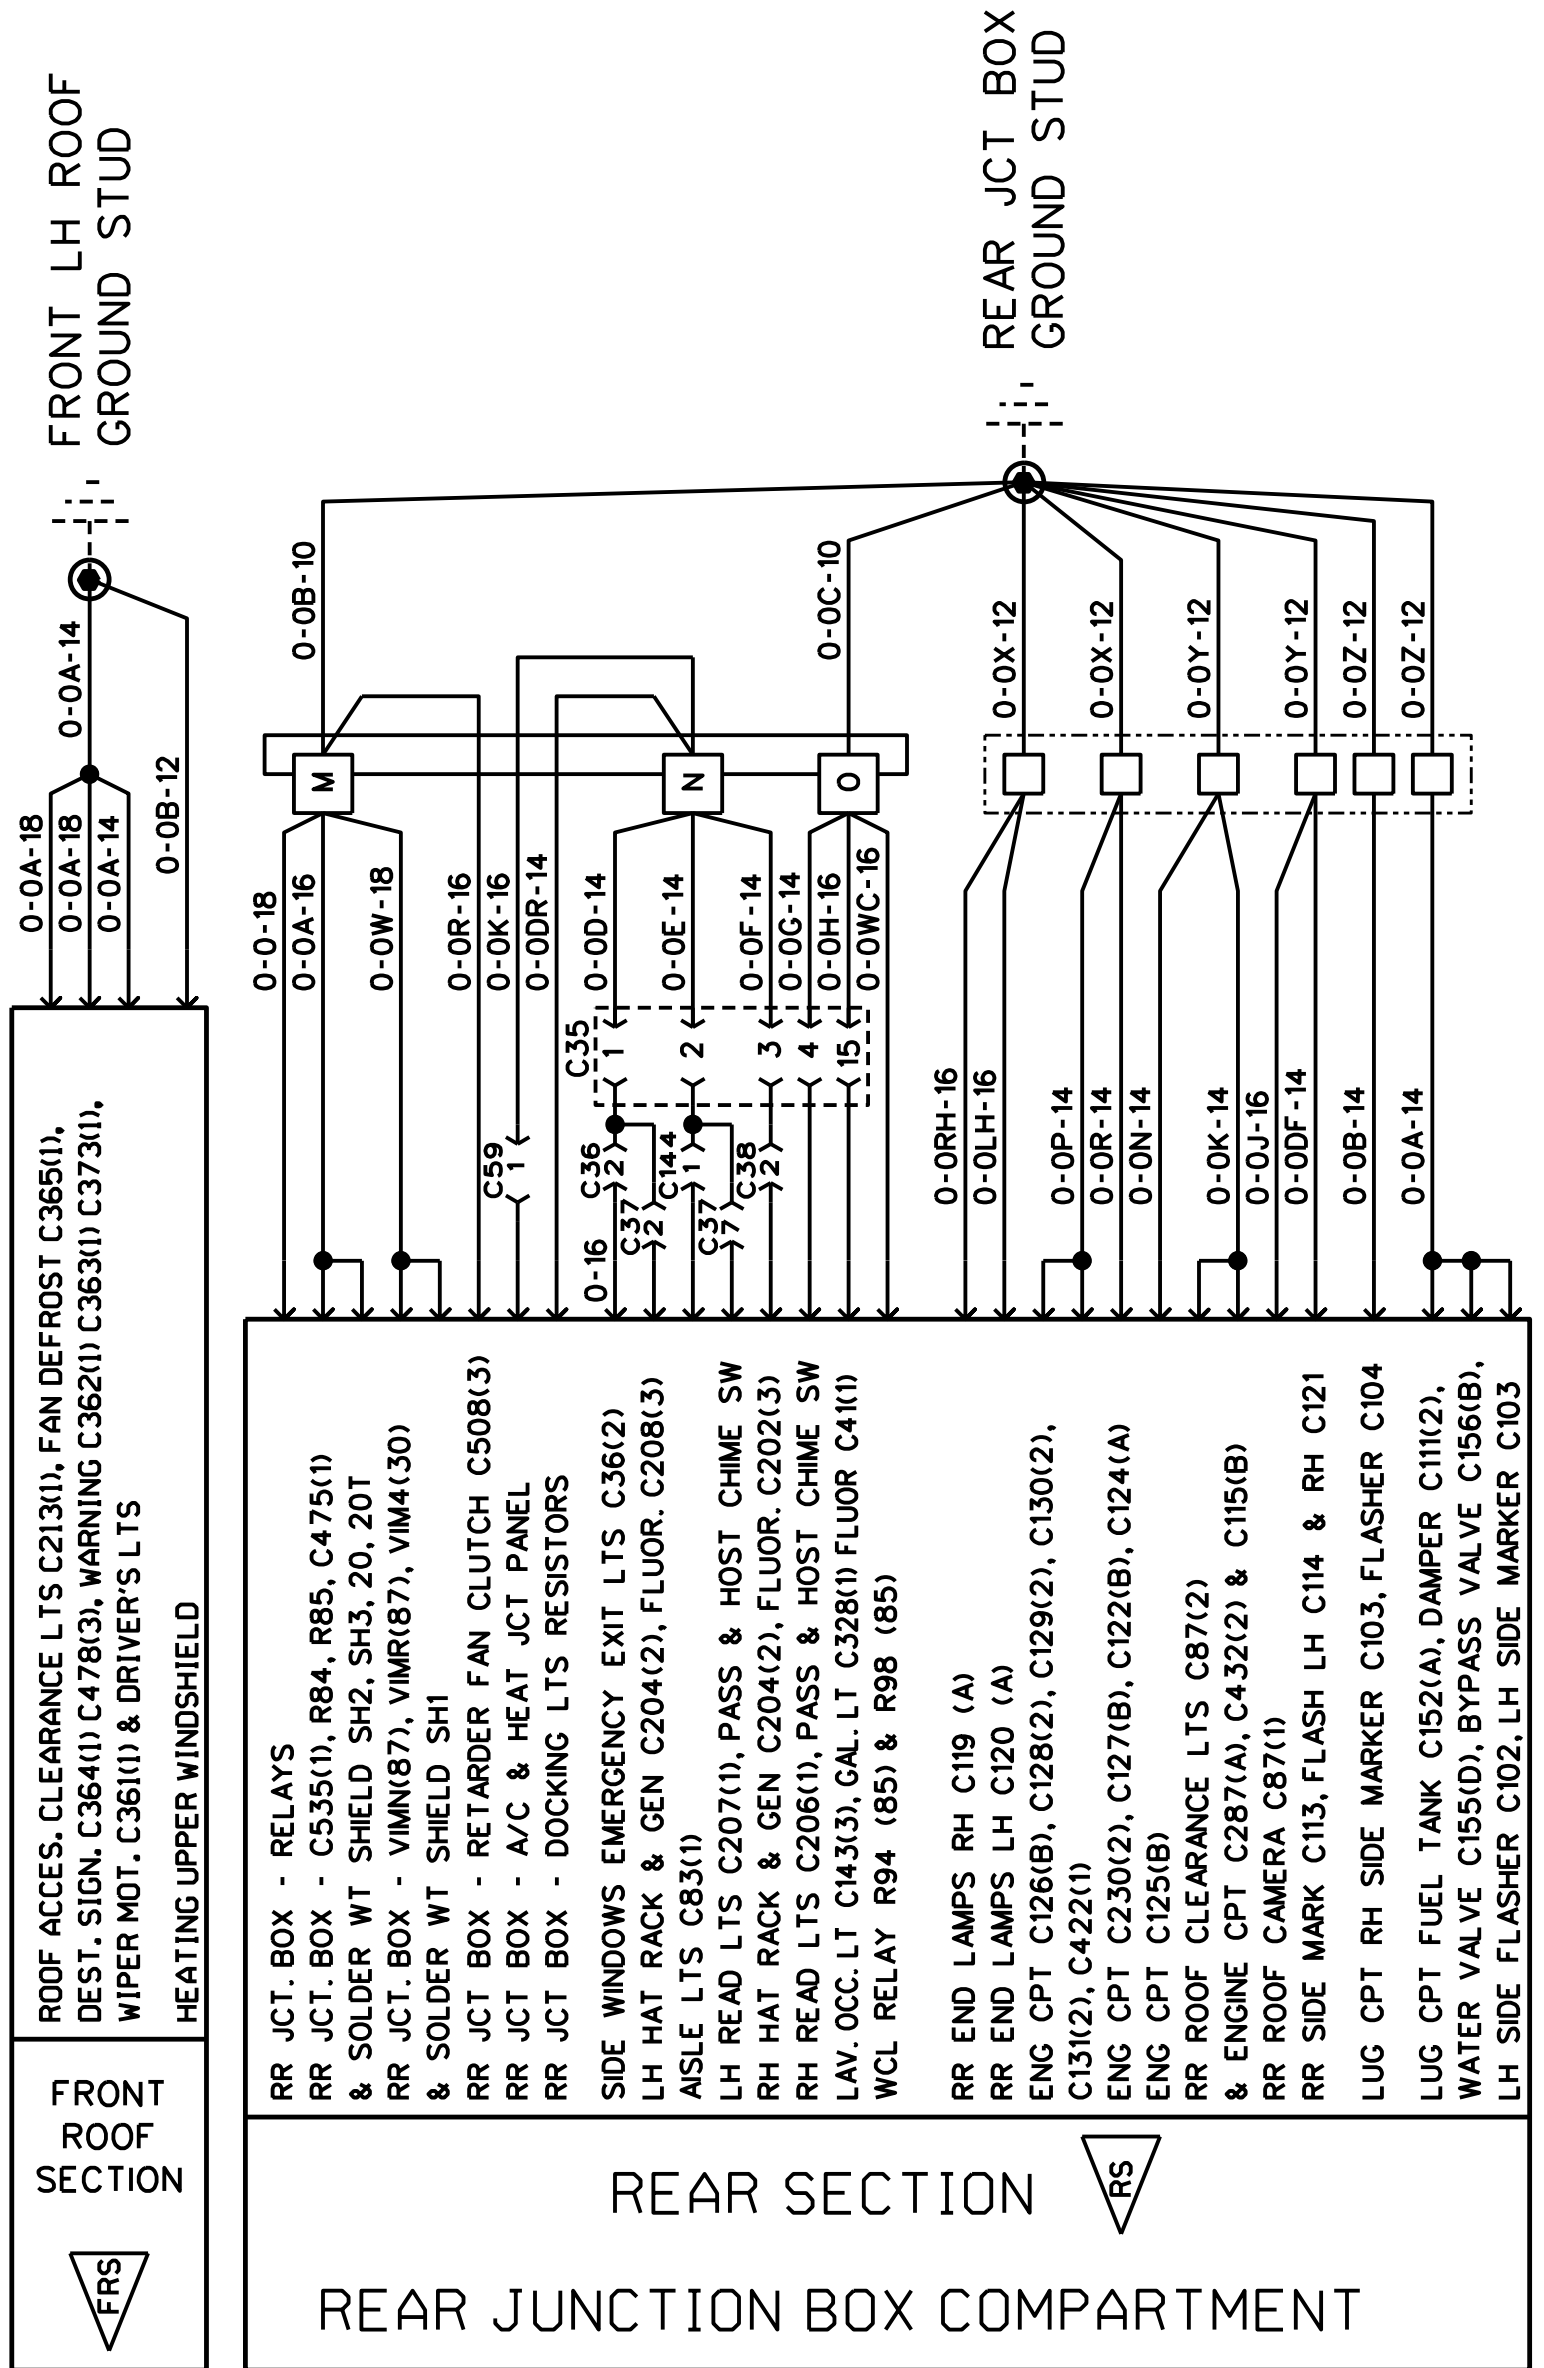 FRONT LH ROOF
GROUND STUD
0-0A-14
0-0B-12
0-0A-18
0-0A-18
0-0A-14
ROOF ACCES. CLEARANCE LTS C213(1), FAN DEFROST C365(1),
DEST. SIGN. C364(1) C478(3), WARNING C362(1) C363(1) C373(1),
WIPER MOT. C361(1) & DRIVER'S LTS
HEATING UPPER WINDSHIELD
FRONT
ROOF
SECTION
FRS
REAR JCT BOX
GROUND STUD
0-0B-10
0-0C-10
0-0X-12
0-0X-12
0-0Y-12
0-0Y-12
0-0Z-12
0-0Z-12
M
N
O
0-0-18
0-0A-16
0-0W-18
0-0R-16
0-0K-16
0-0DR-14
0-0D-14
0-0E-14
0-0F-14
0-0G-14
0-0H-16
0-0WC-16
C35
1
2
3
4
15
C59
1
C36
2
C37
2
C144
1
C37
7
C38
2
0-16
0-0RH-16
0-0LH-16
0-0P-14
0-0R-14
0-0N-14
0-0K-14
0-0J-16
0-0DF-14
0-0B-14
0-0A-14
RR JCT. BOX - RELAYS
RR JCT. BOX - C535(1), R84, R85, C475(1)
& SOLDER WT SHIELD SH2, SH3, 20, 20T
RR JCT. BOX - VIMN(87), VIMR(87), VIM4(30)
& SOLDER WT SHIELD SH1
RR JCT BOX - RETARDER FAN CLUTCH C508(3)
RR JCT BOX - A/C & HEAT JCT PANEL
RR JCT BOX - DOCKING LTS RESISTORS
SIDE WINDOWS EMERGENCY EXIT LTS C36(2)
LH HAT RACK & GEN C204(2), FLUOR. C208(3)
AISLE LTS C83(1)
LH READ LTS C207(1), PASS & HOST CHIME SW
RH HAT RACK & GEN C204(2), FLUOR. C202(3)
RH READ LTS C206(1), PASS & HOST CHIME SW
LAV. OCC. LT C143(3), GAL. LT C328(1) FLUOR C41(1)
WCL RELAY R94 (85) & R98 (85)
RR END LAMPS RH C119 (A)
RR END LAMPS LH C120 (A)
ENG CPT C126(B), C128(2), C129(2), C130(2),
C131(2), C422(1)
ENG CPT C230(2), C127(B), C122(B), C124(A)
ENG CPT C125(B)
RR ROOF CLEARANCE LTS C87(2)
& ENGINE CPT C287(A), C432(2) & C115(B)
RR ROOF CAMERA C87(1)
RR SIDE MARK C113, FLASH LH C114 & RH C121
LUG CPT RH SIDE MARKER C103, FLASHER C104
LUG CPT FUEL TANK C152(A), DAMPER C111(2),
WATER VALVE C155(D), BYPASS VALVE C156(B),
LH SIDE FLASHER C102, LH SIDE MARKER C103
REAR SECTION
RS
REAR JUNCTION BOX COMPARTMENT